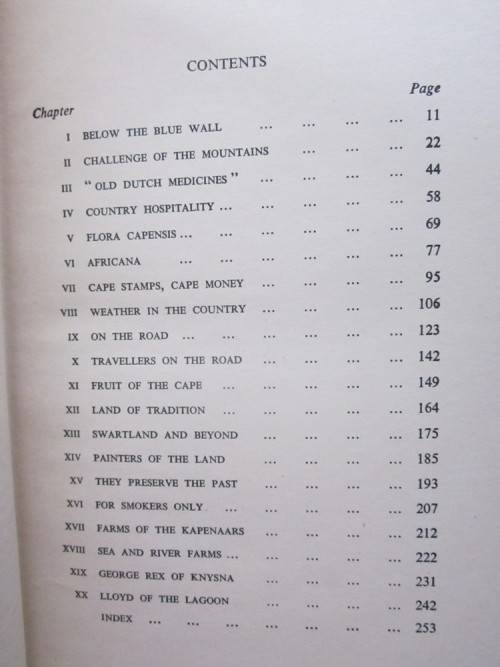 CONTENTS
Chapter Page
I BELOW THE BLUE WALL ... ... ... ... 11
II CHALLENGE OF THE MOUNTAINS ... ... ... 22
III "OLD DUTCH MEDICINES" ... ... ... ... 44
IV COUNTRY HOSPITALITY ... ... ... ... 58
V FLORA CAPENSIS ... ... ... ... ... 69
VI AFRICANA ... ... ... ... ... 77
VII CAPE STAMPS, CAPE MONEY ... ... ... ... 95
VIII WEATHER IN THE COUNTRY ... ... ... ... 106
IX ON THE ROAD ... ... ... ... ... ... 123
X TRAVELLERS ON THE ROAD ... ... ... ... 142
XI FRUIT OF THE CAPE ... ... ... ... ... 149
XII LAND OF TRADITION ... ... ... ... ... 164
XIII SWARTLAND AND BEYOND ... ... ... ... 175
XIV PAINTERS OF THE LAND ... ... ... ... 185
XV THEY PRESERVE THE PAST ... ... ... ... 193
XVI FOR SMOKERS ONLY ... ... ... ... ... 207
XVII FARMS OF THE KAPENAARS ... ... ... ... 212
XVIII SEA AND RIVER FARMS ... ... ... ... ... 222
XIX GEORGE REX OF KNYSNA ... ... ... ... 231
XX LLOYD OF THE LAGOON ... ... ... ... 242
INDEX ... ... ... ... ... ... ... 253